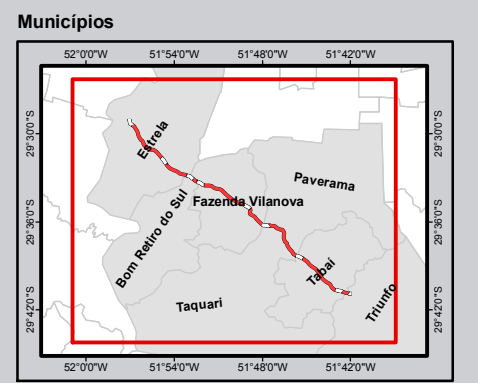 Municípios
52°0'0"W 51°54'0"W 51°48'0"W 51°42'0"W
29°30'0"S 29°30'0"S
Estrela
Paverama
Fazenda Vilanova
Bom Retiro do Sul
29°36'0"S 29°36'0"S
Tabaí
Taquari
Triunfo
29°42'0"S 29°42'0"S
52°0'0"W 51°54'0"W 51°48'0"W 51°42'0"W